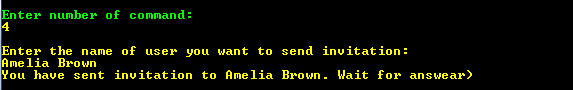 Enter number of command:
4
Enter the name of user you want to send invitation:
Amelia Brown
You have sent invitation to Amelia Brown. Wait for answear)